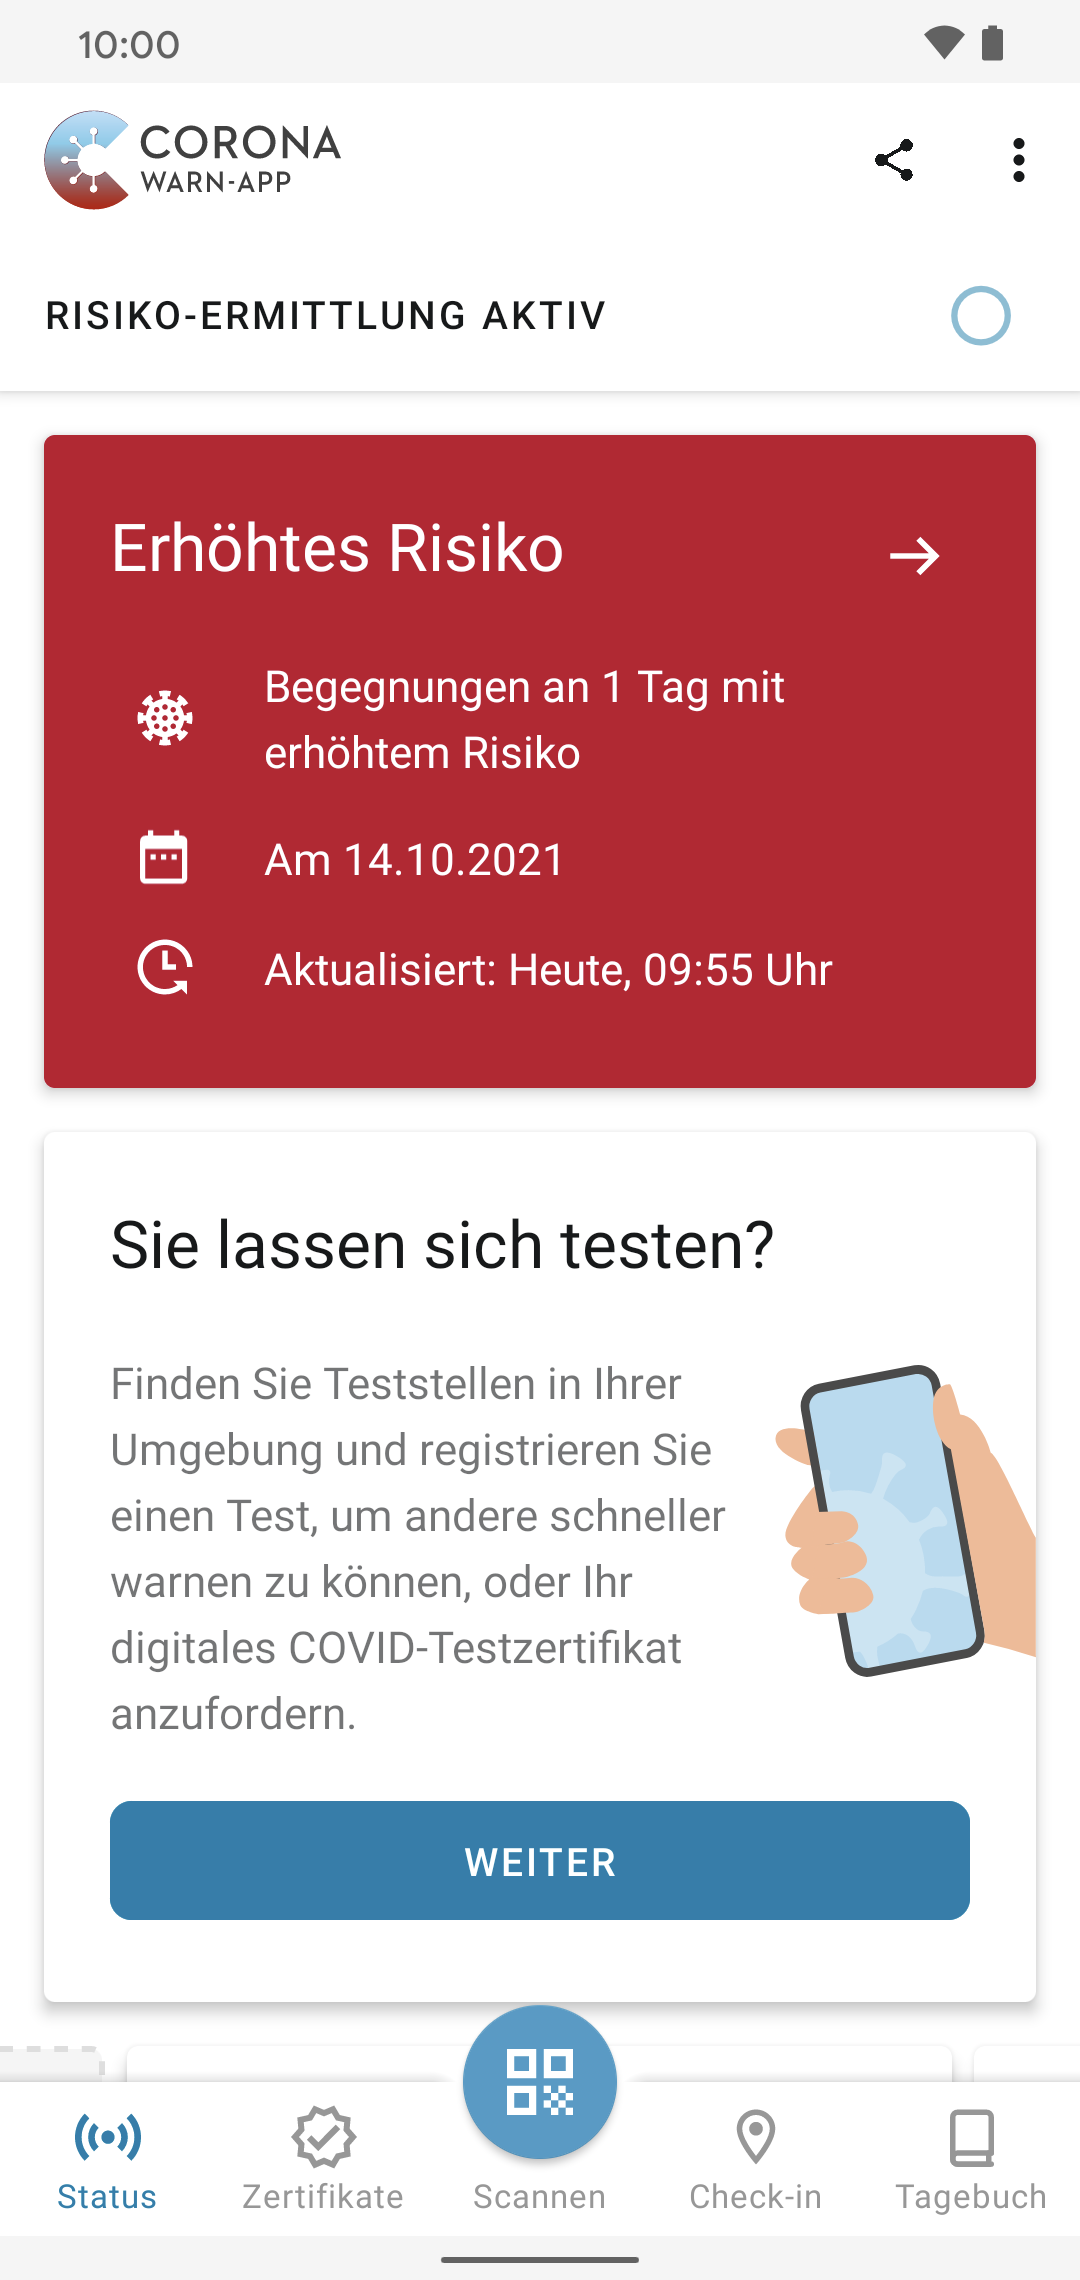 10:00
CORONA
WARN-APP
RISIKO-ERMITTLUNG AKTIV
Erhöhtes Risiko
Begegnungen an 1 Tag mit
erhöhtem Risiko
Am 14.10.2021
Aktualisiert: Heute, 09:55 Uhr
Sie lassen sich testen?
Finden Sie Teststellen in Ihrer
Umgebung und registrieren Sie
einen Test, um andere schneller
warnen zu können, oder Ihr
digitales COVID-Testzertifikat
anzufordern.
WEITER
Status
Zertifikate
Scannen
Check-in
Tagebuch